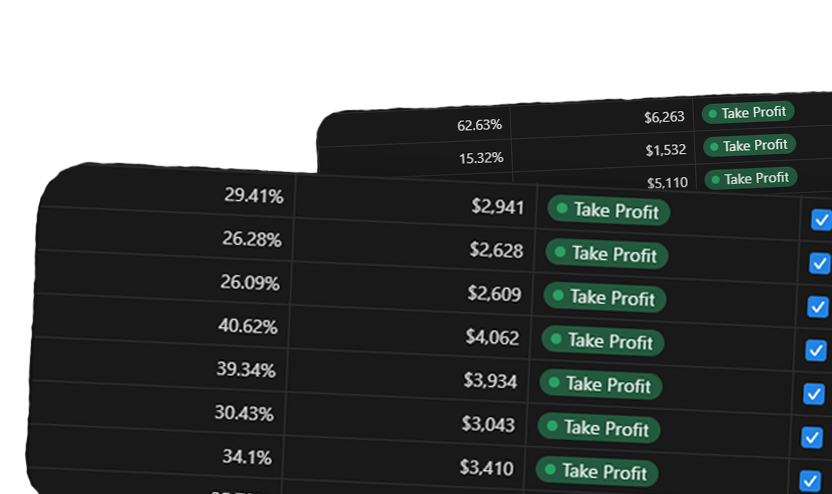 62.63% $6,263 Take Profit
15.32% $1,532 Take Profit
$5,110 Take Profit
29.41% $2,941 Take Profit
26.28% $2,628 Take Profit
26.09% $2,609 Take Profit
40.62% $4,062 Take Profit
39.34% $3,934 Take Profit
30.43% $3,043 Take Profit
34.1% $3,410 Take Profit